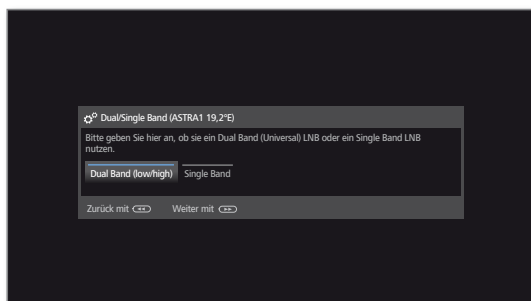 Dual/Single Band (ASTRA1 19,2°E)
Bitte geben Sie hier an, ob sie ein Dual Band (Universal) LNB oder ein Single Band LNB
nutzen.
Dual Band (low/high) Single Band
Zurück mit Weiter mit